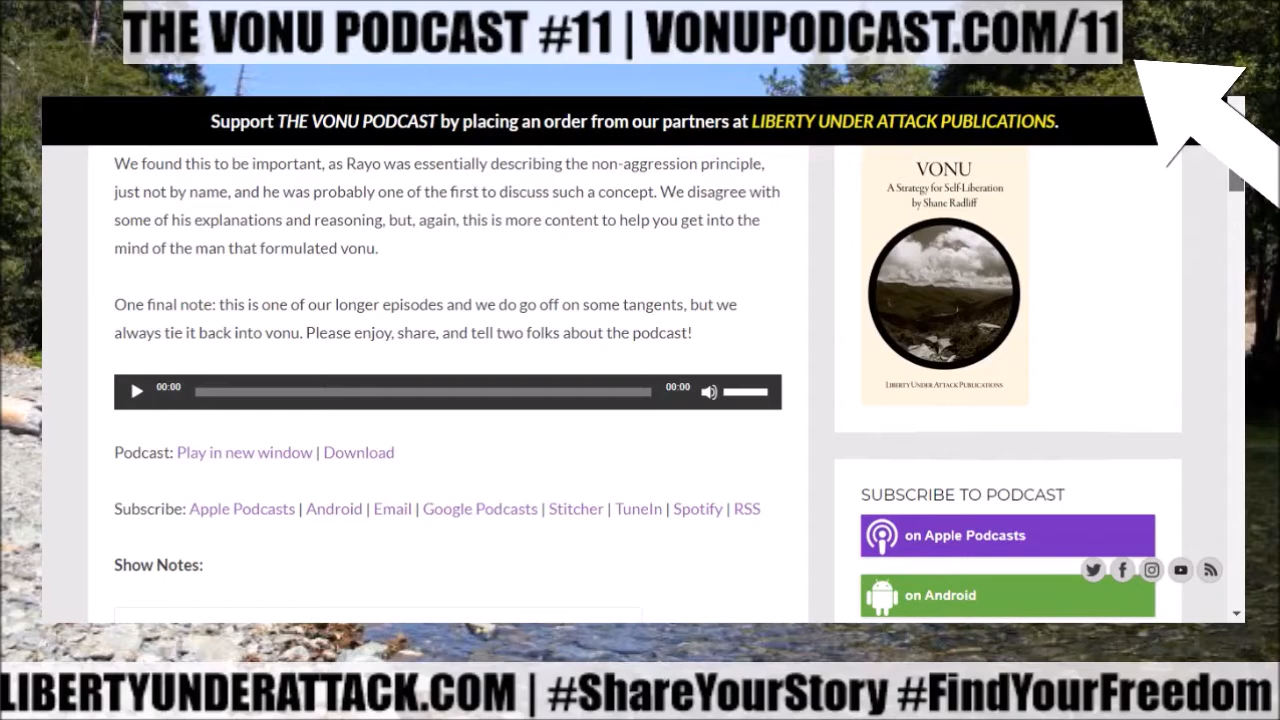 THE VONU PODCAST #11 | VONUPODCAST.COM/11
Support THE VONU PODCAST by placing an order from our partners at LIBERTY UNDER ATTACK PUBLICATIONS.
We found this to be important, as Rayo was essentially describing the non-aggression principle,
just not by name, and he was probably one of the first to discuss such a concept. We disagree with
some of his explanations and reasoning, but, again, this is more content to help you get into the
mind of the man that formulated vonu.
One final note: this is one of our longer episodes and we do go off on some tangents, but we
always tie it back into vonu. Please enjoy, share, and tell two folks about the podcast!
00:00 00:00
Podcast: Play in new window | Download
Subscribe: Apple Podcasts | Android | Email | Google Podcasts | Stitcher | TuneIn | Spotify | RSS
Show Notes:
VONU
A Strategy for Self-Liberation
by Shane Radliff
LIBERTY UNDER ATTACK PUBLICATIONS
SUBSCRIBE TO PODCAST
on Apple Podcasts
on Android
LIBERTYUNDERATTACK.COM | #ShareYourStory #FindYourFreedom